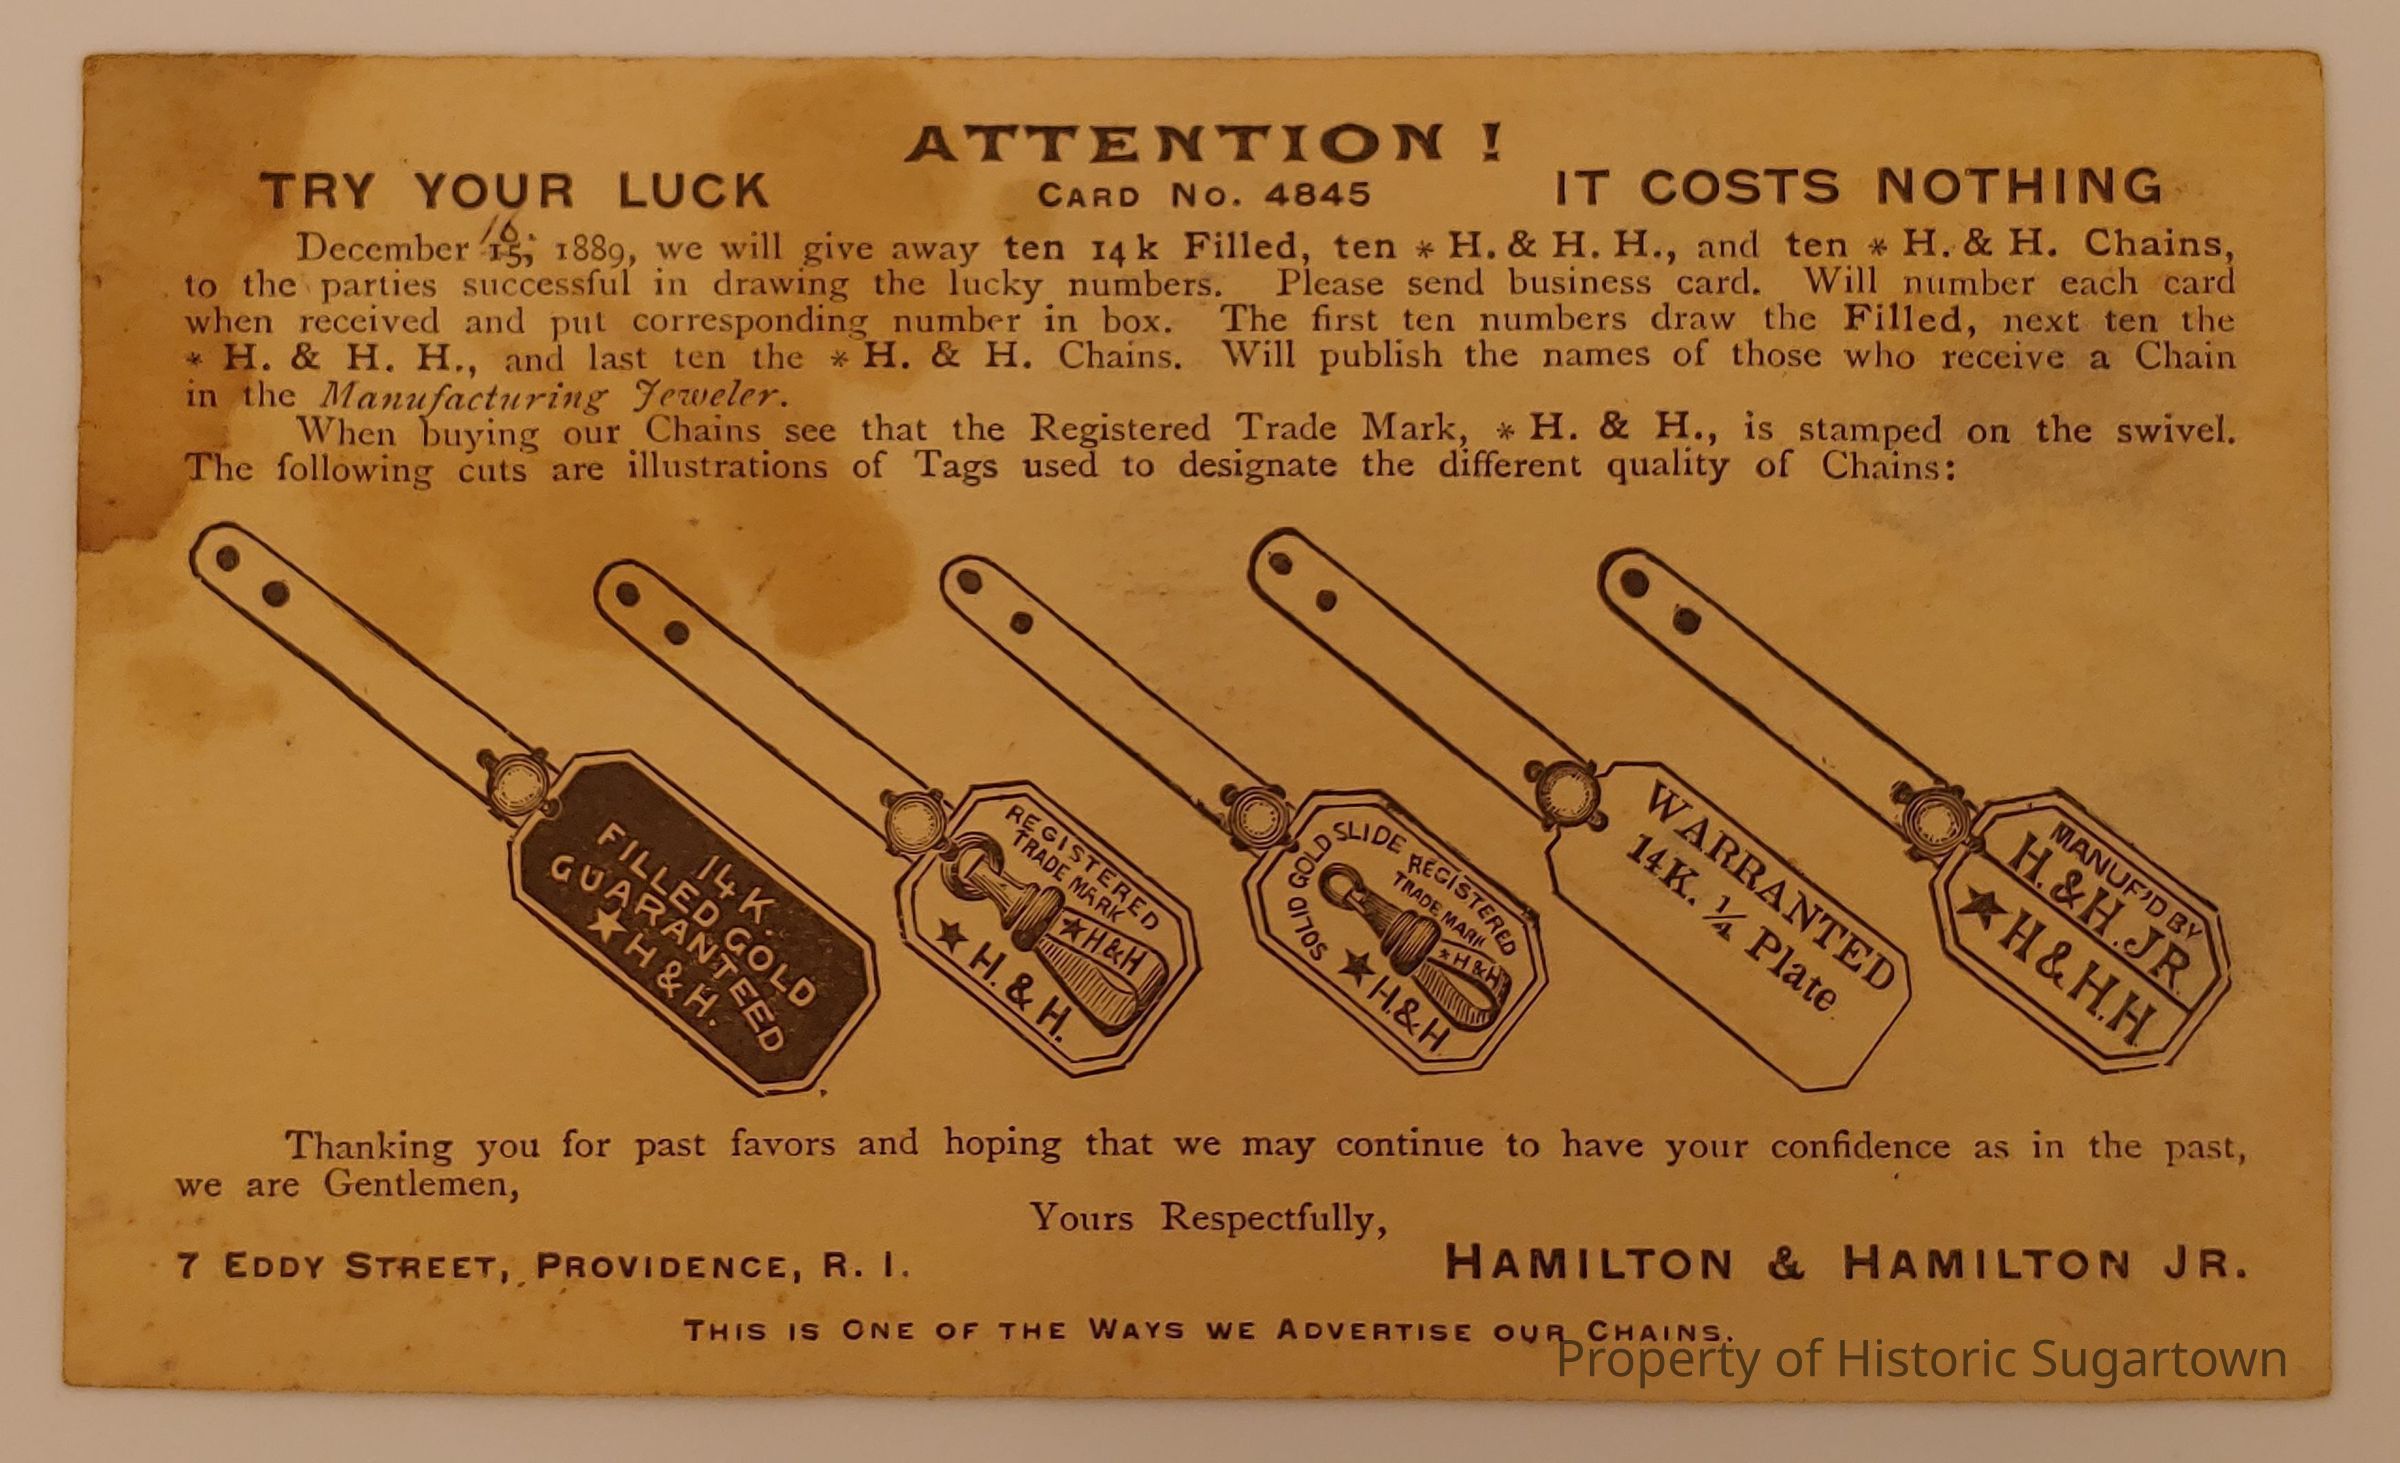 ATTENTION !
TRY YOUR LUCK CARD NO. 4845 IT COSTS NOTHING
16
December 15, 1889, we will give away ten 14 k Filled, ten * H. & H. H., and ten * H. & H. Chains,
to the parties successful in drawing the lucky numbers. Please send business card. Will number each card
when received and put corresponding number in box. The first ten numbers draw the Filled, next ten the
* H. & H. H., and last ten the * H. & H. Chains. Will publish the names of those who receive a Chain
in the Manufacturing Jeweler.
When buying our Chains see that the Registered Trade Mark, * H. & H., is stamped on the swivel.
The following cuts are illustrations of Tags used to designate the different quality of Chains:
14 K.
FILLED GOLD
GUARANTEED
★ H & H.
REGISTERED
TRADE MARK
★ H & H
★ H. & H.
SOLID GOLD SLIDE REGISTERED
TRADE MARK
* H & H
★ H. & H
WARRANTED
14K. ¼ Plate
MANUF'D BY
H. & H. JR.
★ H & H. H
Thanking you for past favors and hoping that we may continue to have your confidence as in the past,
we are Gentlemen,
Yours Respectfully,
7 EDDY STREET, PROVIDENCE, R. I. HAMILTON & HAMILTON JR.
THIS IS ONE OF THE WAYS WE ADVERTISE OUR CHAINS.
Property of Historic Sugartown